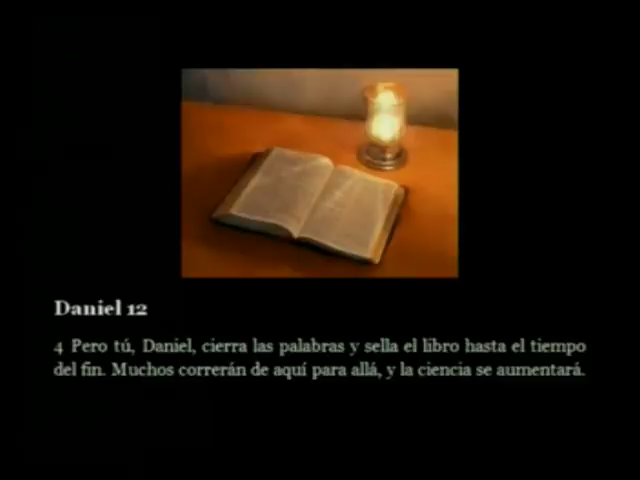 Daniel 12
4 Pero tú, Daniel, cierra las palabras y sella el libro hasta el tiempo
del fin. Muchos correrán de aquí para allá, y la ciencia se aumentará.